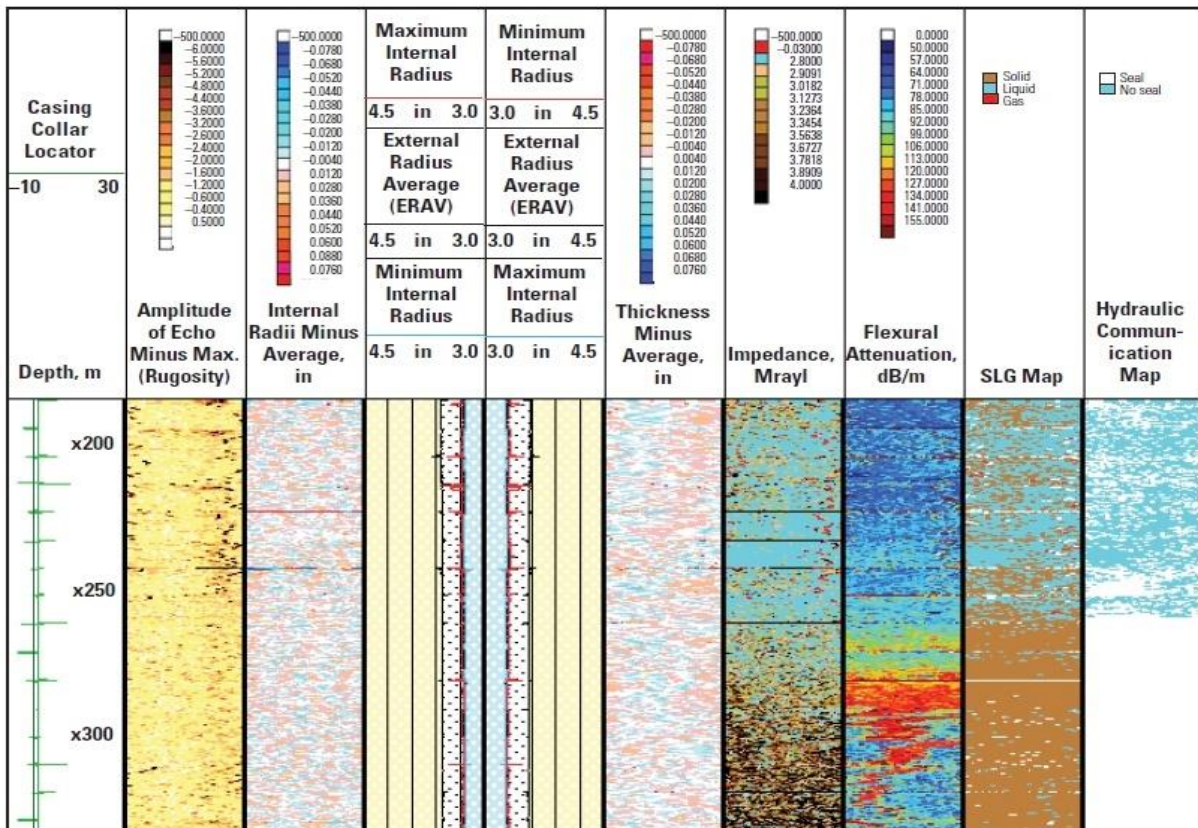 Casing
Collar
Locator
−10 30
Depth, m
−500.0000
−6.0000
−5.6000
−5.2000
−4.8000
−4.4000
−4.0000
−3.6000
−3.2000
−2.6000
−2.4000
−2.0000
−1.6000
−1.2000
−0.8000
−0.4000
0.5000
Amplitude
of Echo
Minus Max.
(Rugosity)
−500.0000
−0.0780
−0.0680
−0.0520
−0.0440
−0.0380
−0.0280
−0.0200
−0.0120
−0.0040
0.0120
0.0280
0.0360
0.0440
0.0520
0.0600
0.0880
0.0760
Internal
Radii Minus
Average,
in
Maximum
Internal
Radius
4.5 in 3.0
External
Radius
Average
(ERAV)
4.5 in 3.0
Minimum
Internal
Radius
4.5 in 3.0
Minimum
Internal
Radius
3.0 in 4.5
External
Radius
Average
(ERAV)
3.0 in 4.5
Maximum
Internal
Radius
3.0 in 4.5
−500.0000
−0.0780
−0.0680
−0.0520
−0.0440
−0.0360
−0.0280
−0.0200
−0.0120
−0.0040
0.0120
0.0200
0.0280
0.0360
0.0440
0.0520
0.0600
0.0680
0.0760
Thickness
Minus
Average,
in
−500.0000
−0.03000
2.8000
2.9091
3.0182
3.1273
3.2364
3.3454
3.5638
3.6727
3.7818
3.8909
4.0000
Impedance,
Mrayl
0.0000
50.0000
57.0000
64.0000
71.0000
78.0000
85.0000
92.0000
99.0000
106.0000
113.0000
120.0000
127.0000
134.0000
141.0000
155.0000
Flexural
Attenuation,
dB/m
Solid
Liquid
Gas
SLG Map
Seal
No seal
Hydraulic
Commun-
ication
Map
x200
x250
x300